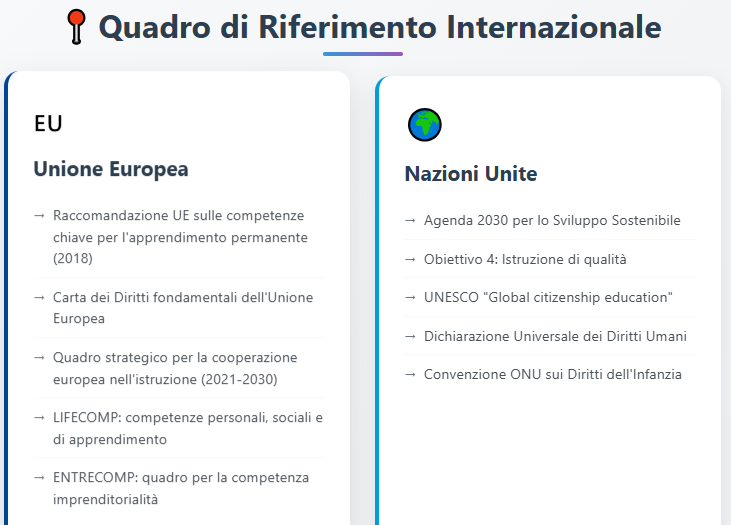 Quadro di Riferimento Internazionale
EU
Unione Europea
→ Raccomandazione UE sulle competenze
chiave per l'apprendimento permanente
(2018)
→ Carta dei Diritti fondamentali dell'Unione
Europea
→ Quadro strategico per la cooperazione
europea nell'istruzione (2021-2030)
→ LIFECOMP: competenze personali, sociali e
di apprendimento
→ ENTRECOMP: quadro per la competenza
imprenditorialità
Nazioni Unite
→ Agenda 2030 per lo Sviluppo Sostenibile
→ Obiettivo 4: Istruzione di qualità
→ UNESCO "Global citizenship education"
→ Dichiarazione Universale dei Diritti Umani
→ Convenzione ONU sui Diritti dell'Infanzia